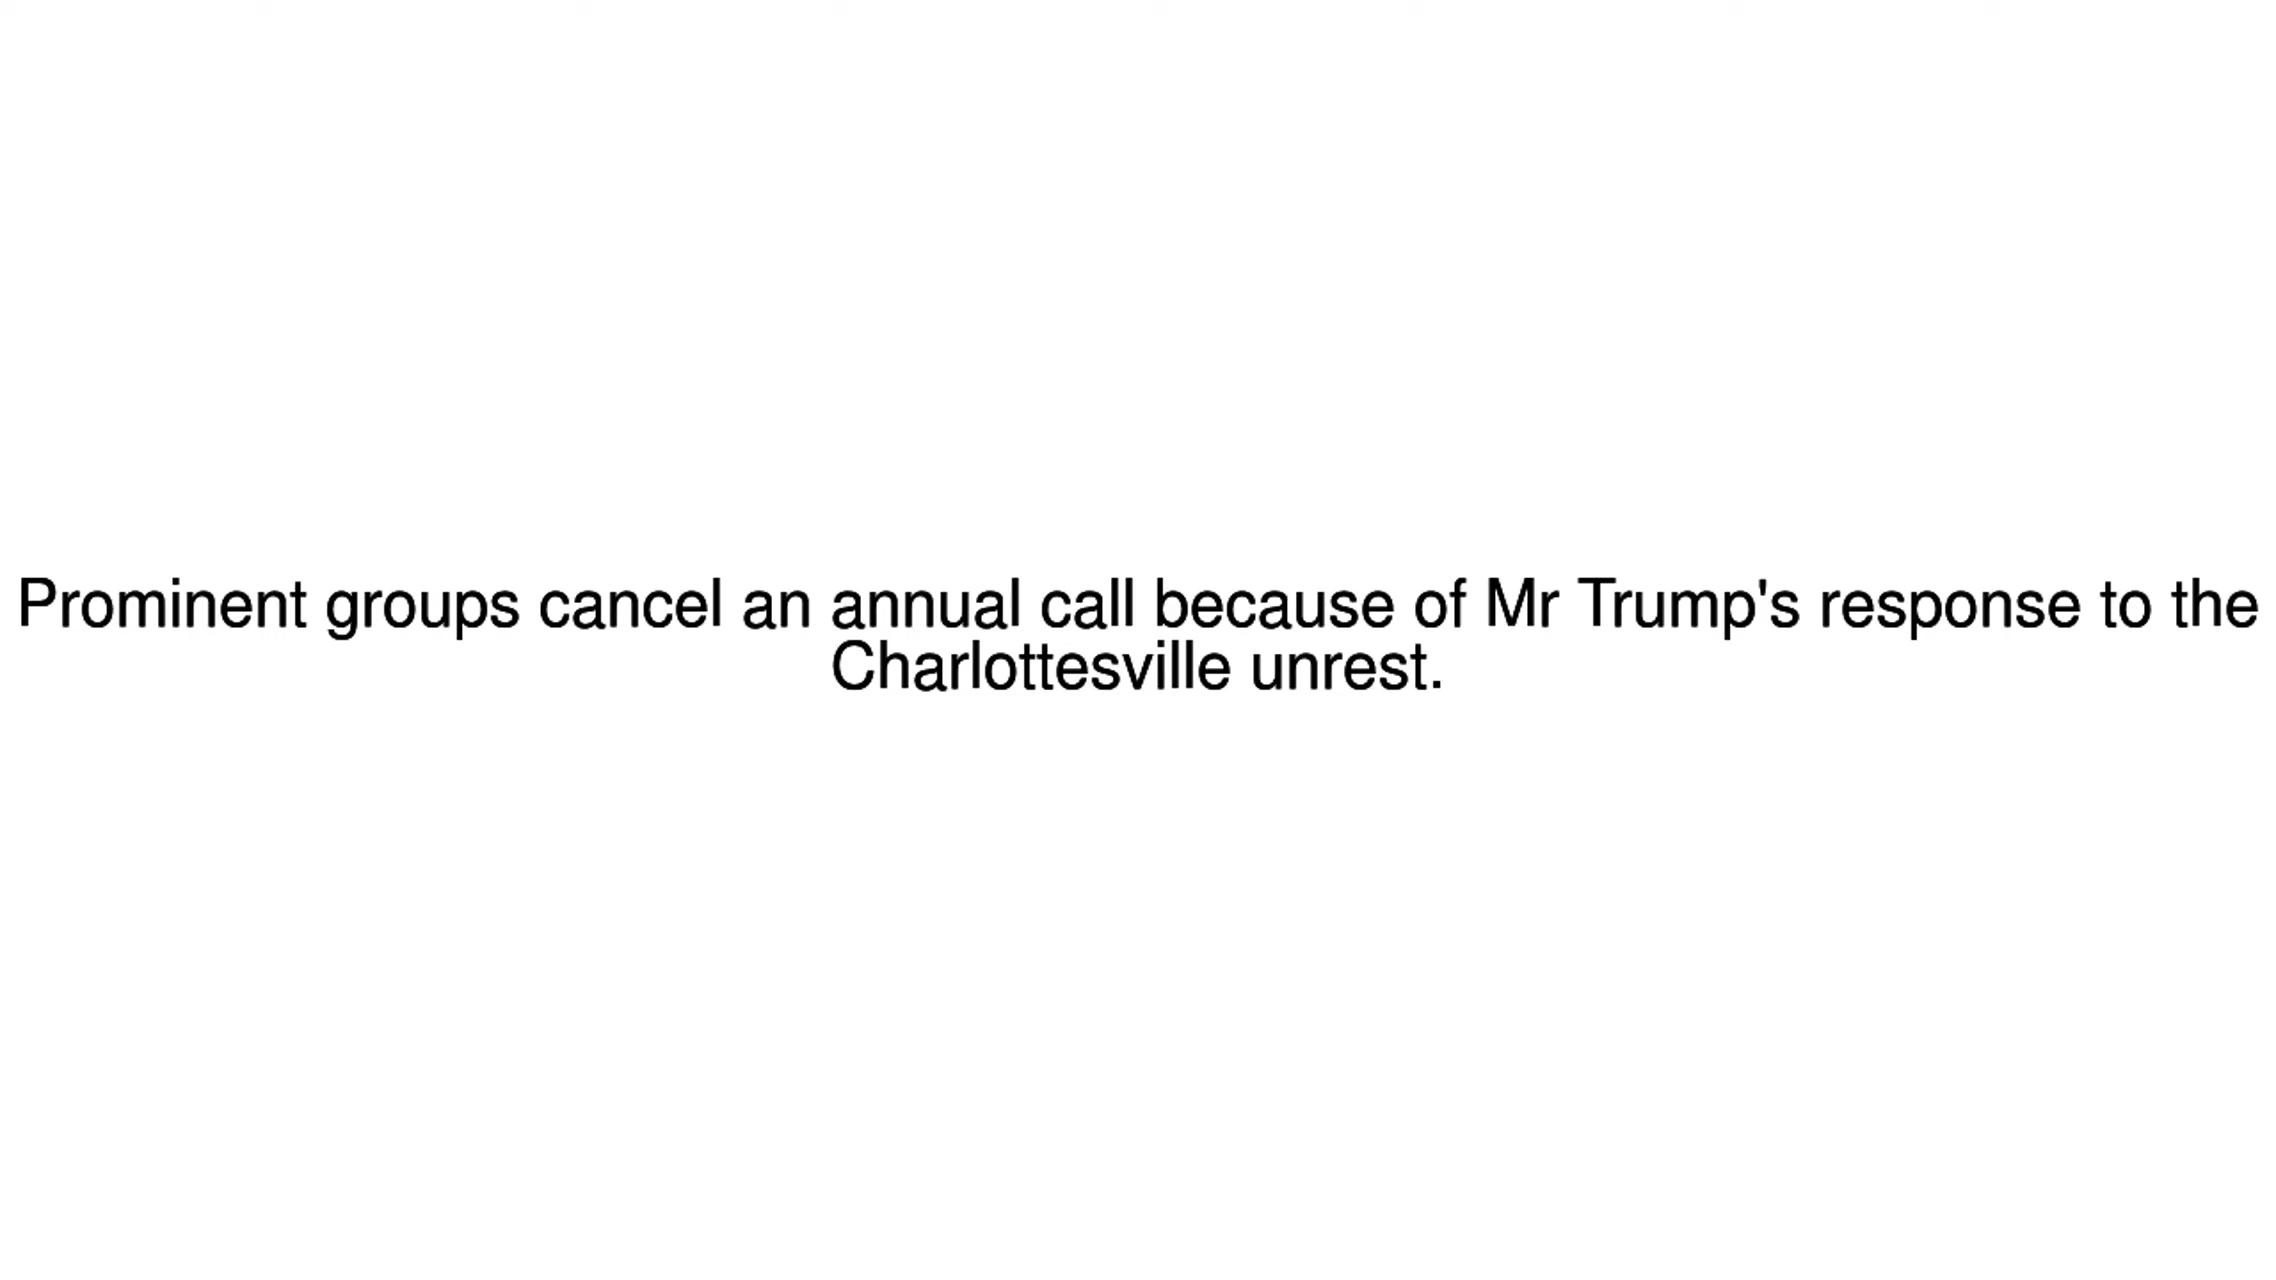 Prominent groups cancel an annual call because of Mr Trump's response to the
Charlottesville unrest.